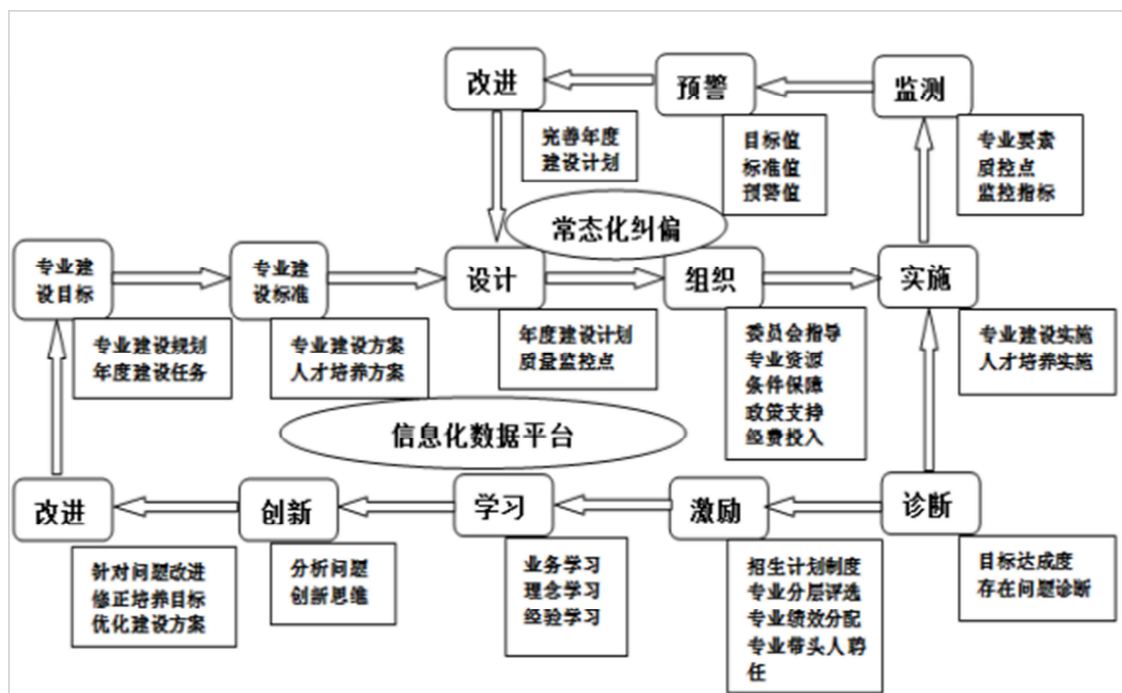 改进
预警
监测
完善年度
建设计划
目标值
标准值
预警值
专业要素
质控点
监控指标
常态化纠偏
专业建
设目标
专业建
设标准
设计
组织
实施
专业建设规划
年度建设任务
专业建设方案
人才培养方案
年度建设计划
质量监控点
委员会指导
专业资源
条件保障
政策支持
经费投入
专业建设实施
人才培养实施
信息化数据平台
改进
创新
学习
激励
诊断
针对问题改进
修正培养目标
优化建设方案
分析问题
创新思维
业务学习
理念学习
经验学习
招生计划制度
专业分层评选
专业绩效分配
专业带头人聘
任
目标达成度
存在问题诊断